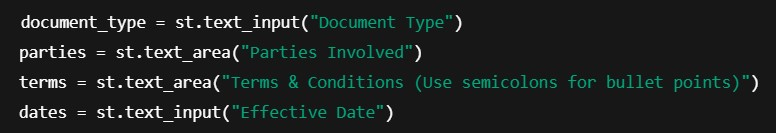 document_type = st.text_input("Document Type")
parties = st.text_area("Parties Involved")
terms = st.text_area("Terms & Conditions (Use semicolons for bullet points)")
dates = st.text_input("Effective Date")